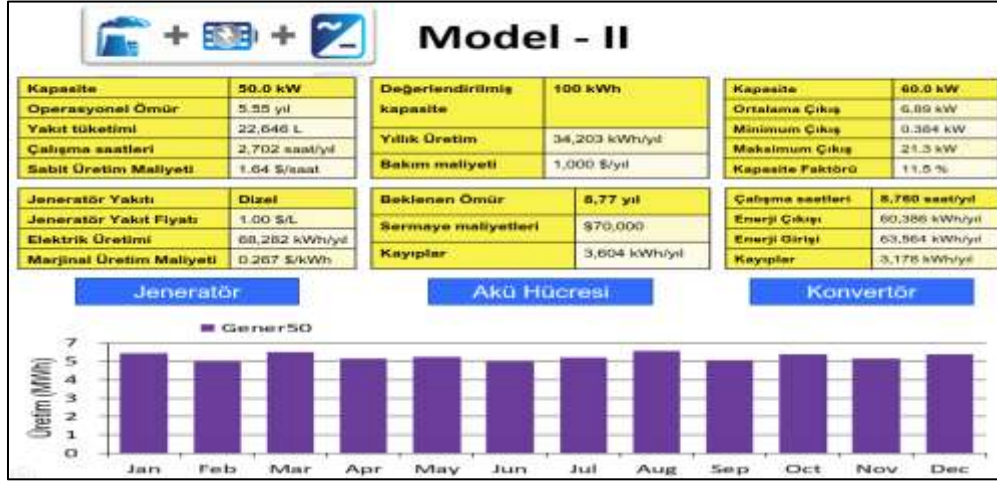 Model - II
Kapasite 50.0 kW
Operasyonel Ömür 5.55 yıl
Yakıt tüketimi 22,646 L
Çalışma saatleri 2,702 saat/yıl
Sabit Üretim Maliyeti 1.64 $/saat
Değerlendirilmiş kapasite 100 kWh
Yıllık Üretim 34,203 kWh/yıl
Bakım maliyeti 1,000 $/yıl
Kapasite 60.0 kW
Ortalama Çıkış 6,89 kW
Minimum Çıkış 0.364 kW
Maksimum Çıkış 21.3 kW
Kapasite Faktörü 11,5 %
Jeneratör Yakıtı Dizel
Jeneratör Yakıt Fiyatı 1.00 $/L
Elektrik Üretimi 68,282 kWh/yıl
Marjinal Üretim Maliyeti 0.267 $/kWh
Beklenen Ömür 8,77 yıl
Sermaye maliyetleri $70,000
Kayıplar 3,604 kWh/yıl
Çalışma saatleri 8,760 saat/yıl
Enerji Çıkışı 60,386 kWh/yıl
Enerji Girişi 63,564 kWh/yıl
Kayıplar 3,178 kWh/yıl
Jeneratör
Akü Hücresi
Konvertör
Gener50
Üretim (MWh)
7
5
4
3
2
1
0
Jan Feb Mar Apr May Jun Jul Aug Sep Oct Nov Dec